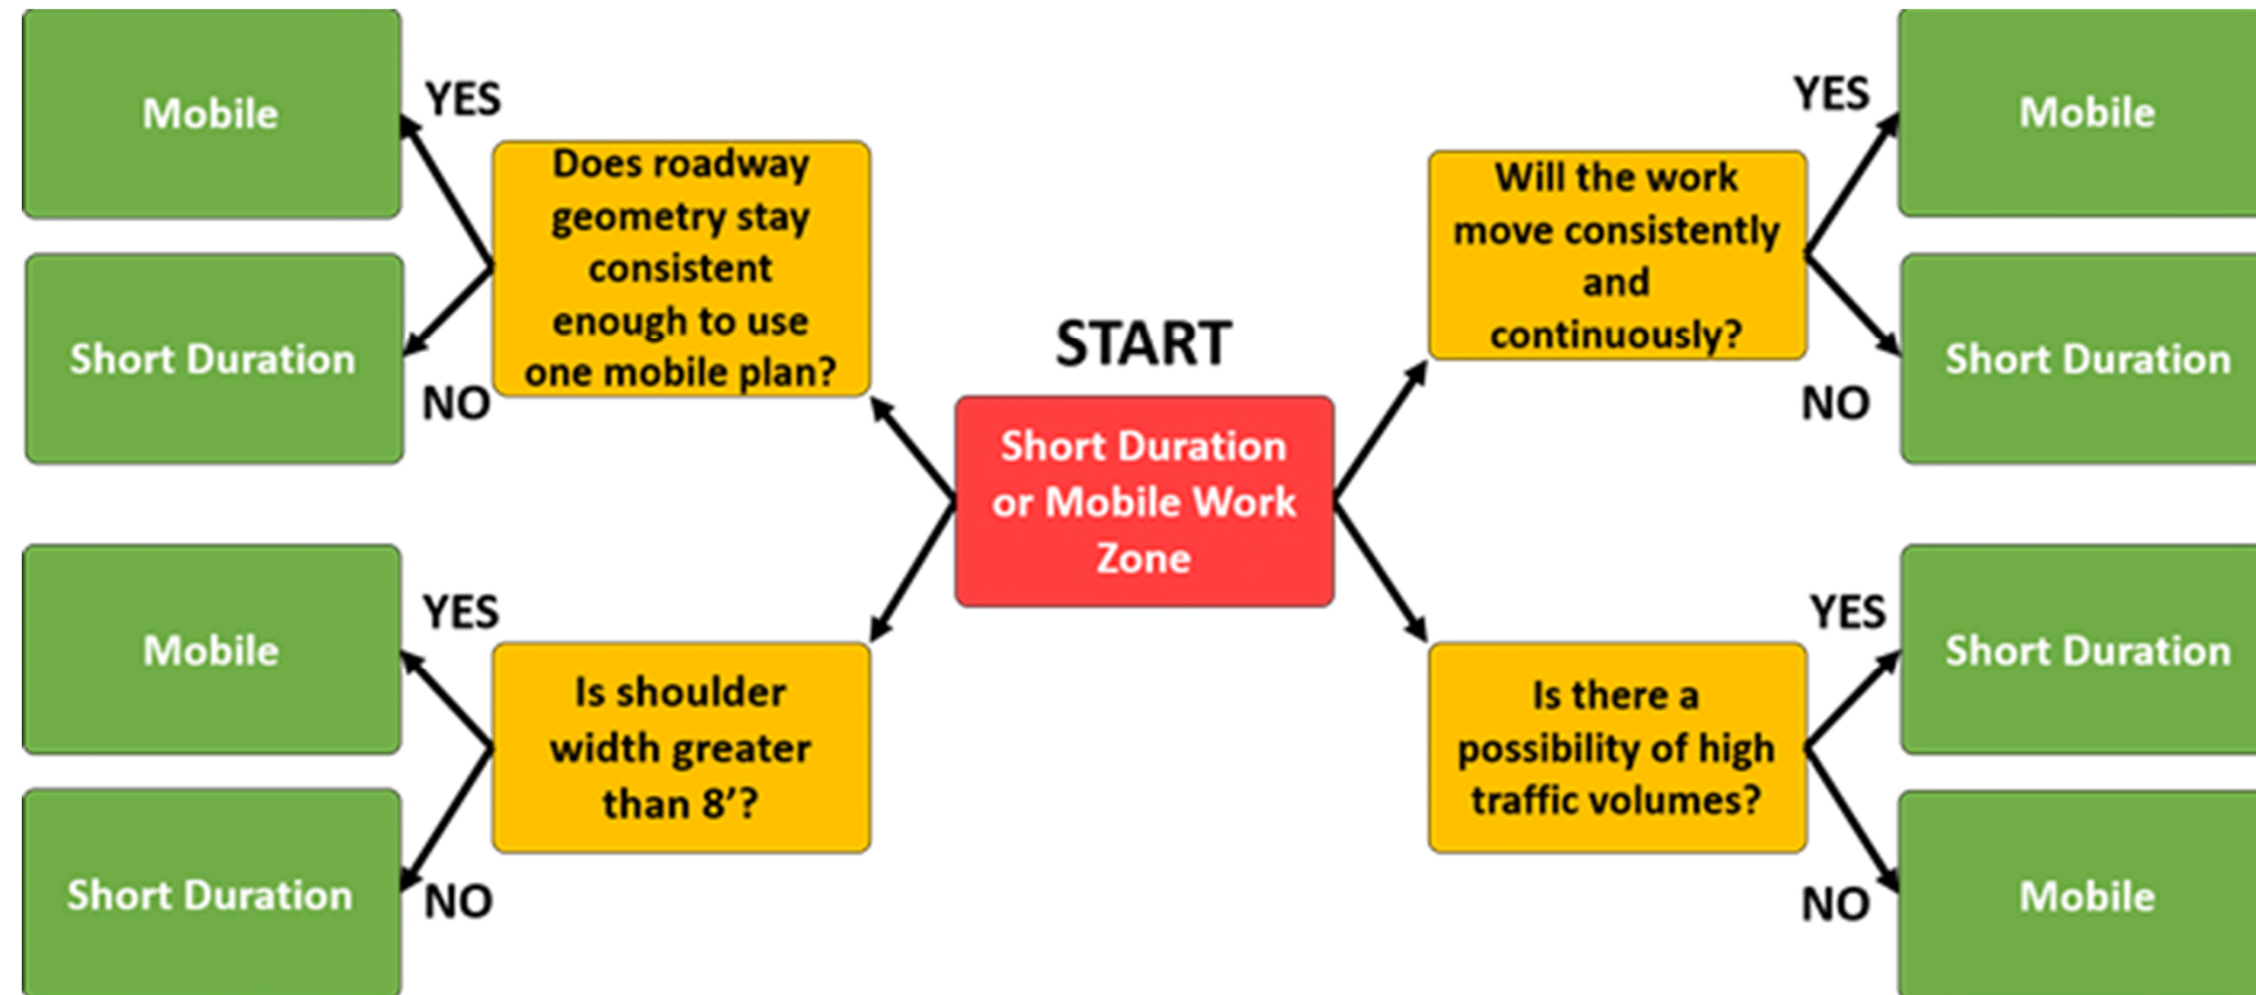 Mobile
YES
Does roadway
geometry stay
consistent
enough to use
one mobile plan?
Short Duration
NO
START
Short Duration
or Mobile Work
Zone
YES
Mobile
Will the work
move consistently
and
continuously?
Short Duration
NO
Mobile
YES
Is shoulder
width greater
than 8’?
Short Duration
NO
YES
Short Duration
Is there a
possibility of high
traffic volumes?
NO
Mobile